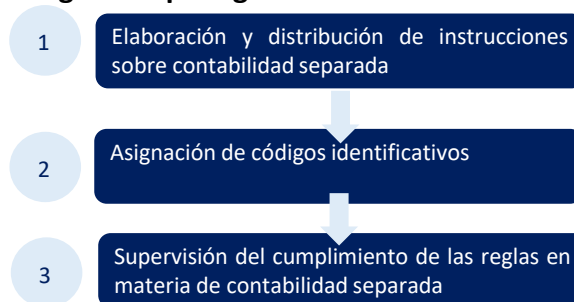 1
Elaboración y distribución de instrucciones
sobre contabilidad separada
2
Asignación de códigos identificativos
3
Supervisión del cumplimiento de las reglas en
materia de contabilidad separada